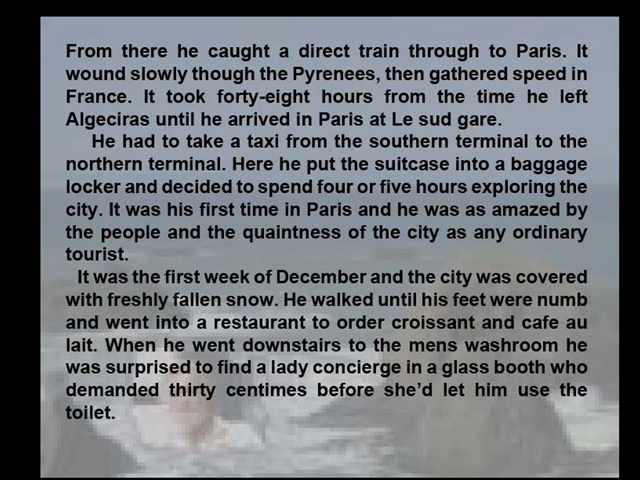 From there he caught a direct train through to Paris. It
wound slowly though the Pyrenees, then gathered speed in
France. It took forty-eight hours from the time he left
Algeciras until he arrived in Paris at Le sud gare.
He had to take a taxi from the southern terminal to the
northern terminal. Here he put the suitcase into a baggage
locker and decided to spend four or five hours exploring the
city. It was his first time in Paris and he was as amazed by
the people and the quaintness of the city as any ordinary
tourist.
It was the first week of December and the city was covered
with freshly fallen snow. He walked until his feet were numb
and went into a restaurant to order croissant and cafe au
lait. When he went downstairs to the mens washroom he
was surprised to find a lady concierge in a glass booth who
demanded thirty centimes before she’d let him use the
toilet.